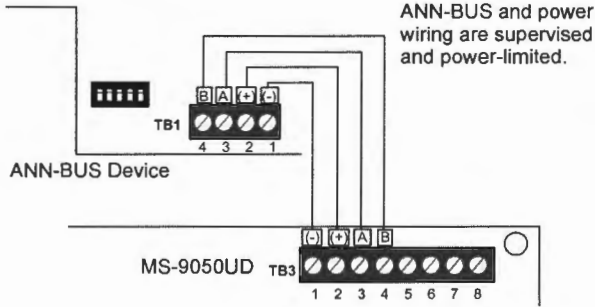 ANN-BUS and power
wiring are supervised
and power-limited.
B A (+) (-)
TB1
4 3 2 1
ANN-BUS Device
(-) (+) A B
MS-9050UD TB3
1 2 3 4 5 6 7 8